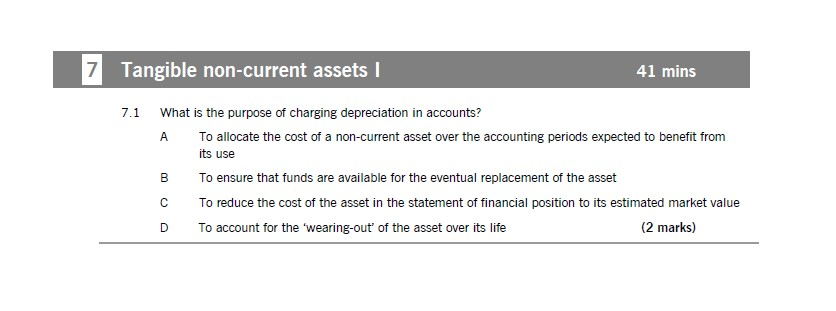 7 Tangible non-current assets I 41 mins
7.1 What is the purpose of charging depreciation in accounts?
A To allocate the cost of a non-current asset over the accounting periods expected to benefit from
its use
B To ensure that funds are available for the eventual replacement of the asset
C To reduce the cost of the asset in the statement of financial position to its estimated market value
D To account for the 'wearing-out' of the asset over its life (2 marks)